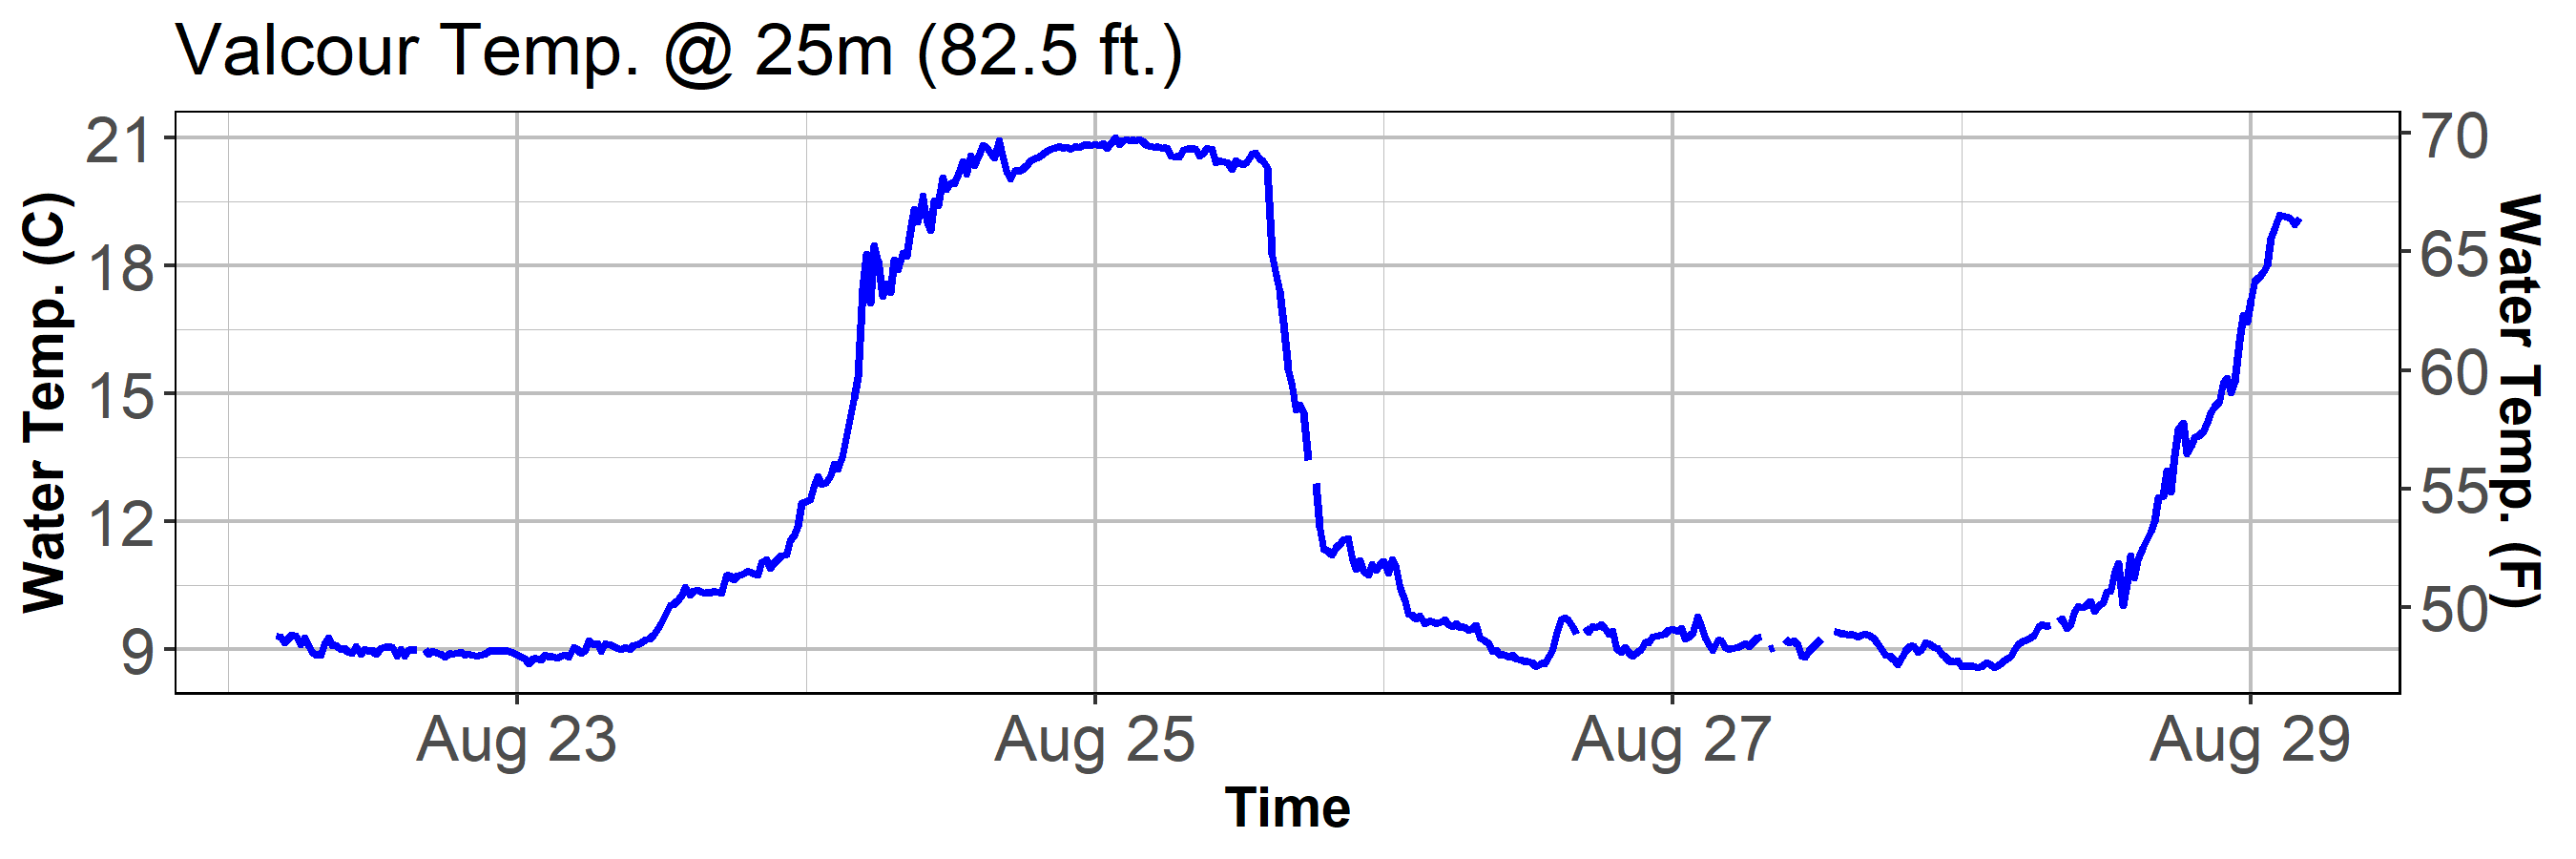 Valcour Temp. @ 25m (82.5 ft.)
Water Temp. (C)
21
18
15
12
9
70
65
60
55
50
Water Temp. (F)
Aug 23
Aug 25
Aug 27
Aug 29
Time